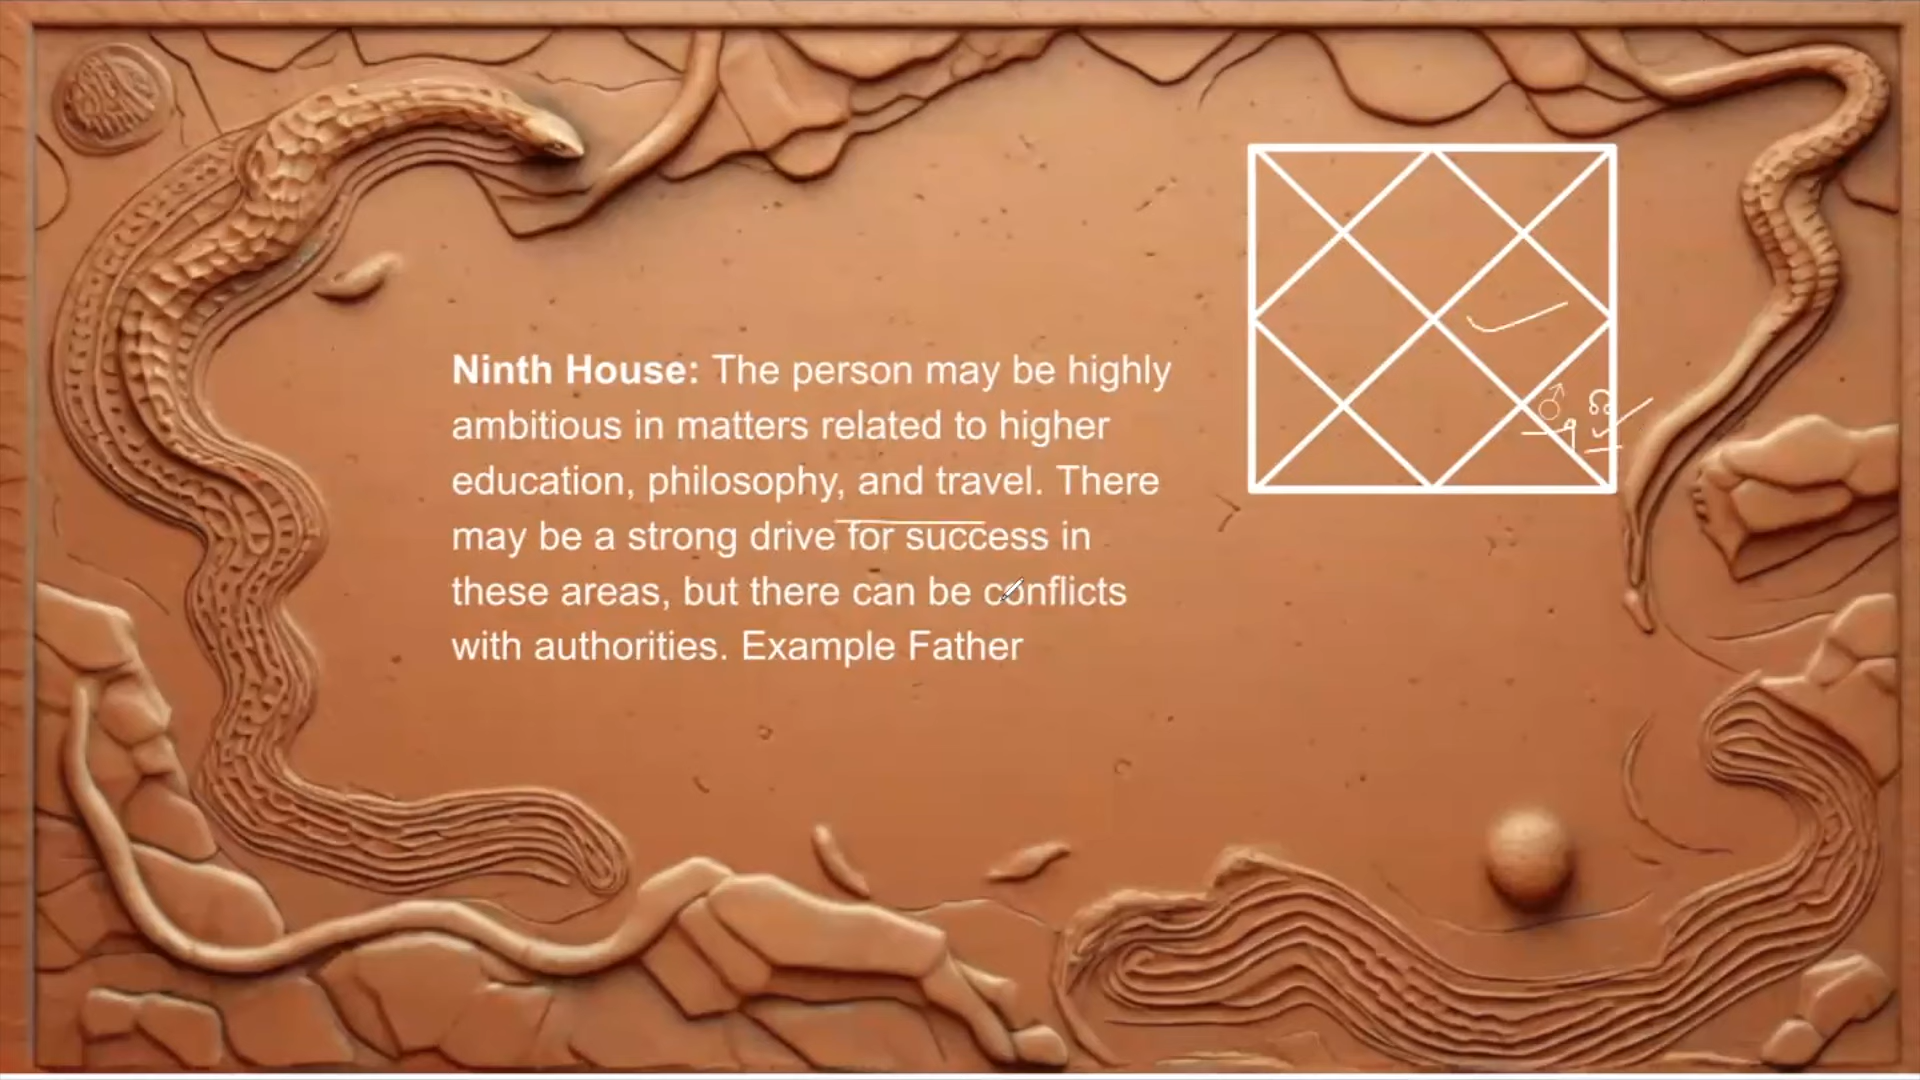 Ninth House: The person may be highly
ambitious in matters related to higher
education, philosophy, and travel. There
may be a strong drive for success in
these areas, but there can be conflicts
with authorities. Example Father
♂ ☊